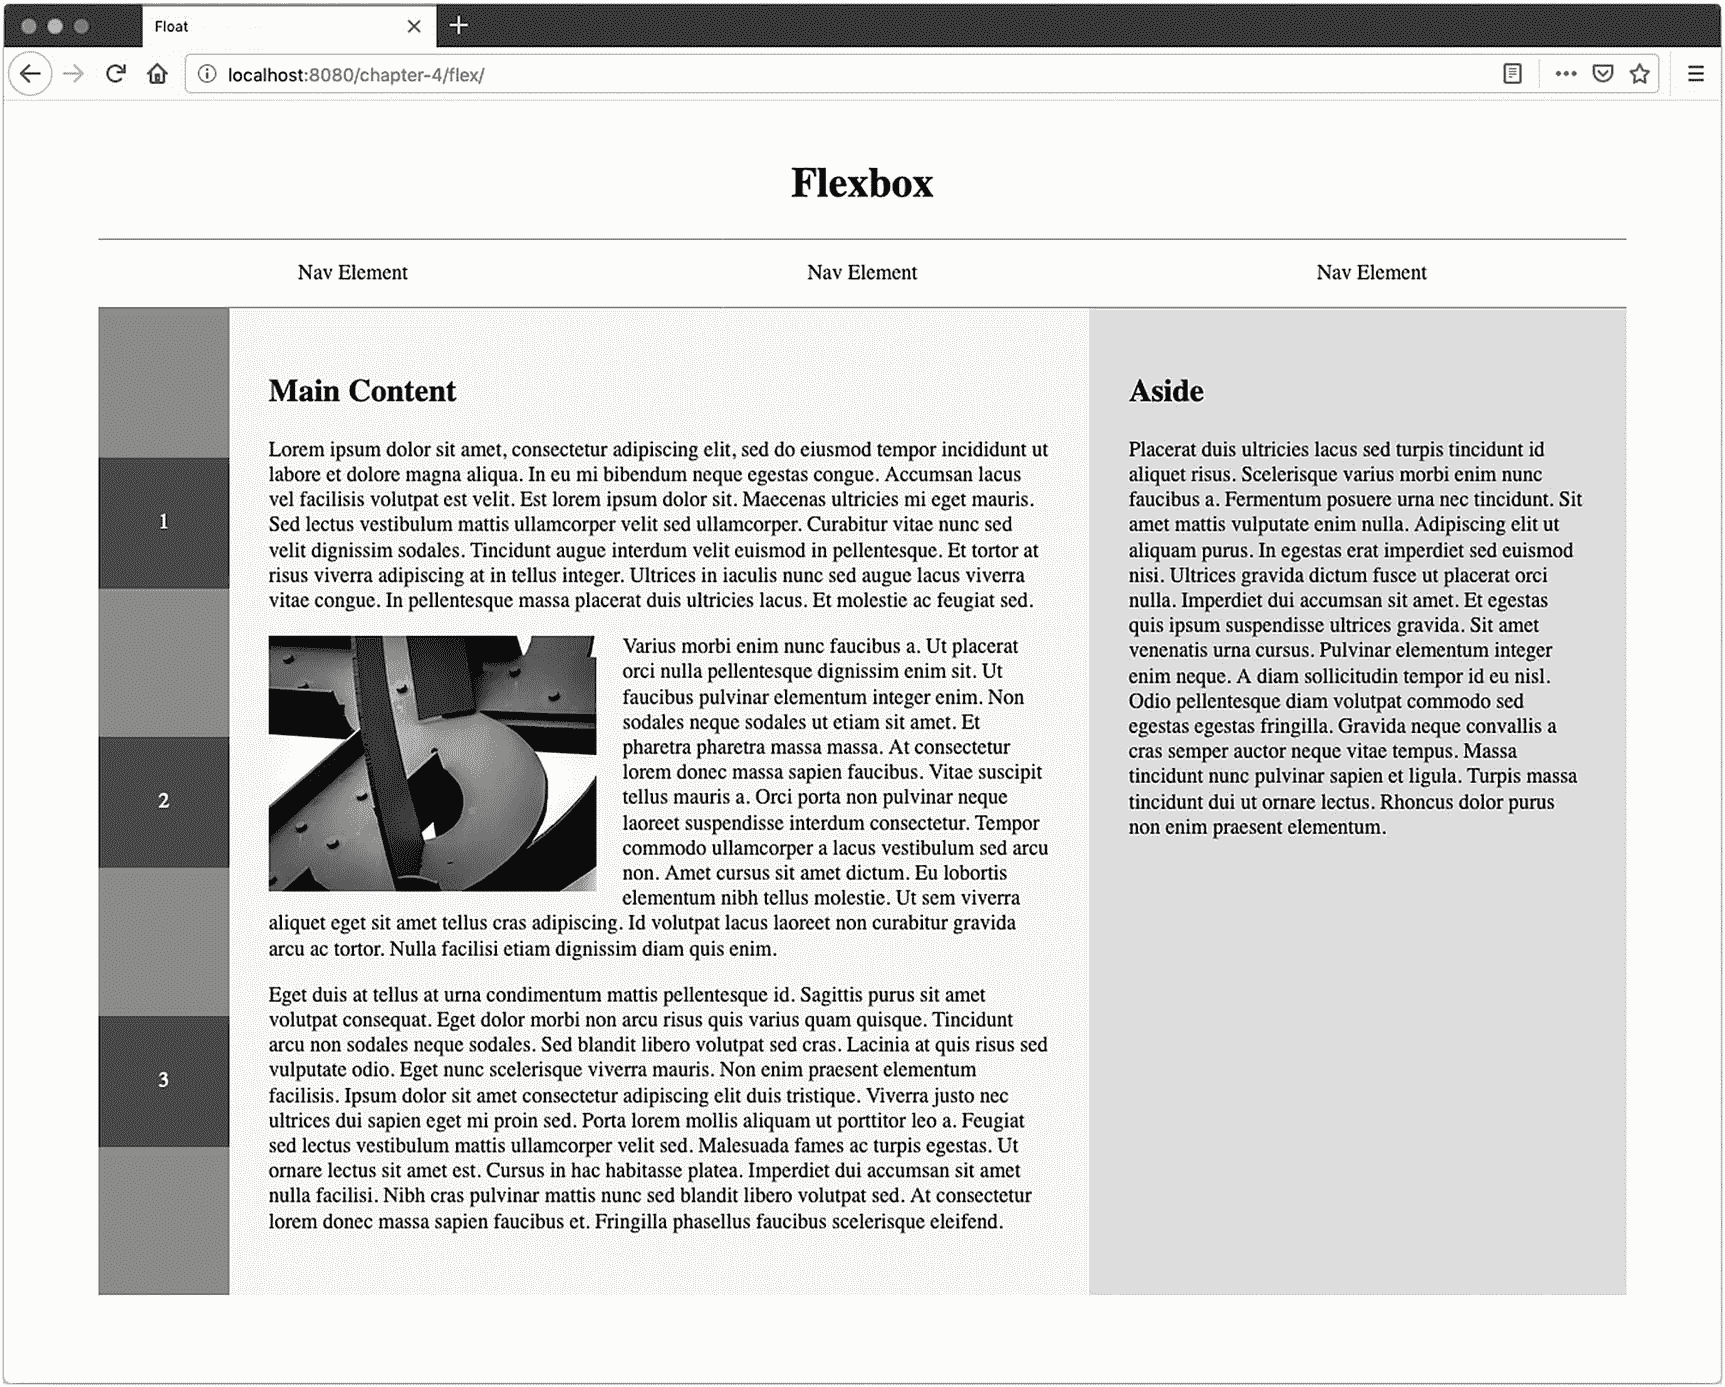 Float
localhost:8080/chapter-4/flex/
Flexbox
Nav Element
Nav Element
Nav Element
1
2
3
Main Content
Lorem ipsum dolor sit amet, consectetur adipiscing elit, sed do eiusmod tempor incididunt ut
labore et dolore magna aliqua. In eu mi bibendum neque egestas congue. Accumsan lacus
vel facilisis volutpat est velit. Est lorem ipsum dolor sit. Maecenas ultricies mi eget mauris.
Sed lectus vestibulum mattis ullamcorper velit sed ullamcorper. Curabitur vitae nunc sed
velit dignissim sodales. Tincidunt augue interdum velit euismod in pellentesque. Et tortor at
risus viverra adipiscing at in tellus integer. Ultrices in iaculis nunc sed augue lacus viverra
vitae congue. In pellentesque massa placerat duis ultricies lacus. Et molestie ac feugiat sed.
Varius morbi enim nunc faucibus a. Ut placerat
orci nulla pellentesque dignissim enim sit. Ut
faucibus pulvinar elementum integer enim. Non
sodales neque sodales ut etiam sit amet. Et
pharetra pharetra massa massa. At consectetur
lorem donec massa sapien faucibus. Vitae suscipit
tellus mauris a. Orci porta non pulvinar neque
laoreet suspendisse interdum consectetur. Tempor
commodo ullamcorper a lacus vestibulum sed arcu
non. Amet cursus sit amet dictum. Eu lobortis
elementum nibh tellus molestie. Ut sem viverra
aliquet eget sit amet tellus cras adipiscing. Id volutpat lacus laoreet non curabitur gravida
arcu ac tortor. Nulla facilisi etiam dignissim diam quis enim.
Eget duis at tellus at urna condimentum mattis pellentesque id. Sagittis purus sit amet
volutpat consequat. Eget dolor morbi non arcu risus quis varius quam quisque. Tincidunt
arcu non sodales neque sodales. Sed blandit libero volutpat sed cras. Lacinia at quis risus sed
vulputate odio. Eget nunc scelerisque viverra mauris. Non enim praesent elementum
facilisis. Ipsum dolor sit amet consectetur adipiscing elit duis tristique. Viverra justo nec
ultrices dui sapien eget mi proin sed. Porta lorem mollis aliquam ut porttitor leo a. Feugiat
sed lectus vestibulum mattis ullamcorper velit sed. Malesuada fames ac turpis egestas. Ut
ornare lectus sit amet est. Cursus in hac habitasse platea. Imperdiet dui accumsan sit amet
nulla facilisi. Nibh cras pulvinar mattis nunc sed blandit libero volutpat sed. At consectetur
lorem donec massa sapien faucibus et. Fringilla phasellus faucibus scelerisque eleifend.
Aside
Placerat duis ultricies lacus sed turpis tincidunt id
aliquet risus. Scelerisque varius morbi enim nunc
faucibus a. Fermentum posuere urna nec tincidunt. Sit
amet mattis vulputate enim nulla. Adipiscing elit ut
aliquam purus. In egestas erat imperdiet sed euismod
nisi. Ultrices gravida dictum fusce ut placerat orci
nulla. Imperdiet dui accumsan sit amet. Et egestas
quis ipsum suspendisse ultrices gravida. Sit amet
venenatis urna cursus. Pulvinar elementum integer
enim neque. A diam sollicitudin tempor id eu nisl.
Odio pellentesque diam volutpat commodo sed
egestas egestas fringilla. Gravida neque convallis a
cras semper auctor neque vitae tempus. Massa
tincidunt nunc pulvinar sapien et ligula. Turpis massa
tincidunt dui ut ornare lectus. Rhoncus dolor purus
non enim praesent elementum.